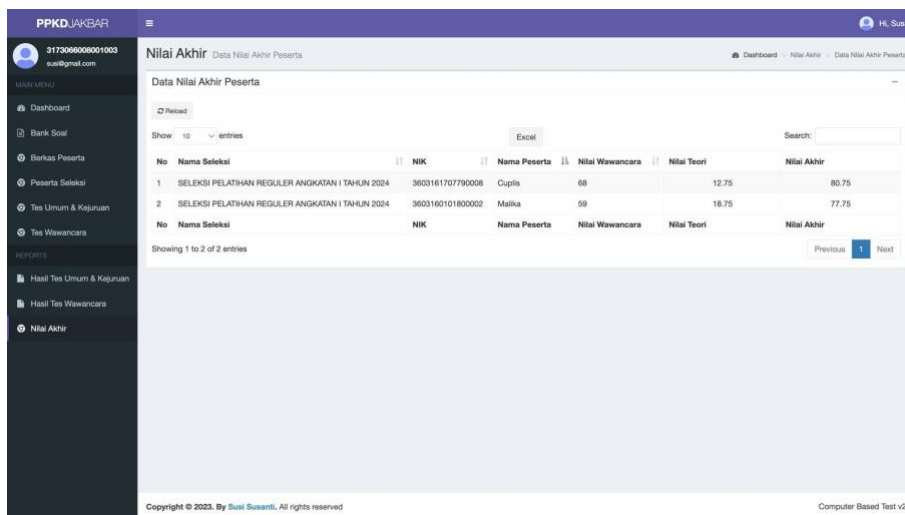 PPKDJAKBAR
Hi, Sus
3173066008001003
susi@gmail.com
MAIN MENU
Dashboard
Bank Soal
Berkas Peserta
Peserta Seleksi
Tes Umum & Kejuruan
Tes Wawancara
REPORTS
Hasil Tes Umum & Kejuruan
Hasil Tes Wawancara
Nilai Akhir
Nilai Akhir Data Nilai Akhir Peserta
Dashboard Nilai Akhir Data Nilai Akhir Peserta
Data Nilai Akhir Peserta
Reload
Show 10 entries Excel Search:
No Nama Seleksi NIK Nama Peserta Nilai Wawancara Nilai Teori Nilai Akhir
1 SELEKSI PELATIHAN REGULER ANGKATAN I TAHUN 2024 3603161707790008 Cuplis 68 12.75 80.75
2 SELEKSI PELATIHAN REGULER ANGKATAN I TAHUN 2024 3603160101800002 Malika 59 18.75 77.75
No Nama Seleksi NIK Nama Peserta Nilai Wawancara Nilai Teori Nilai Akhir
Showing 1 to 2 of 2 entries Previous 1 Next
Copyright © 2023. By Susi Susanti. All rights reserved Computer Based Test v2